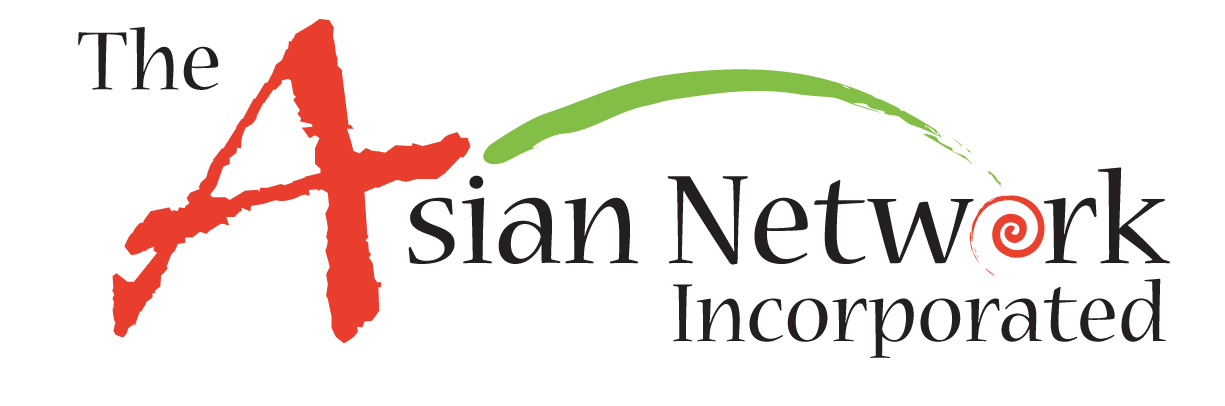 The
Asian Network
Incorporated